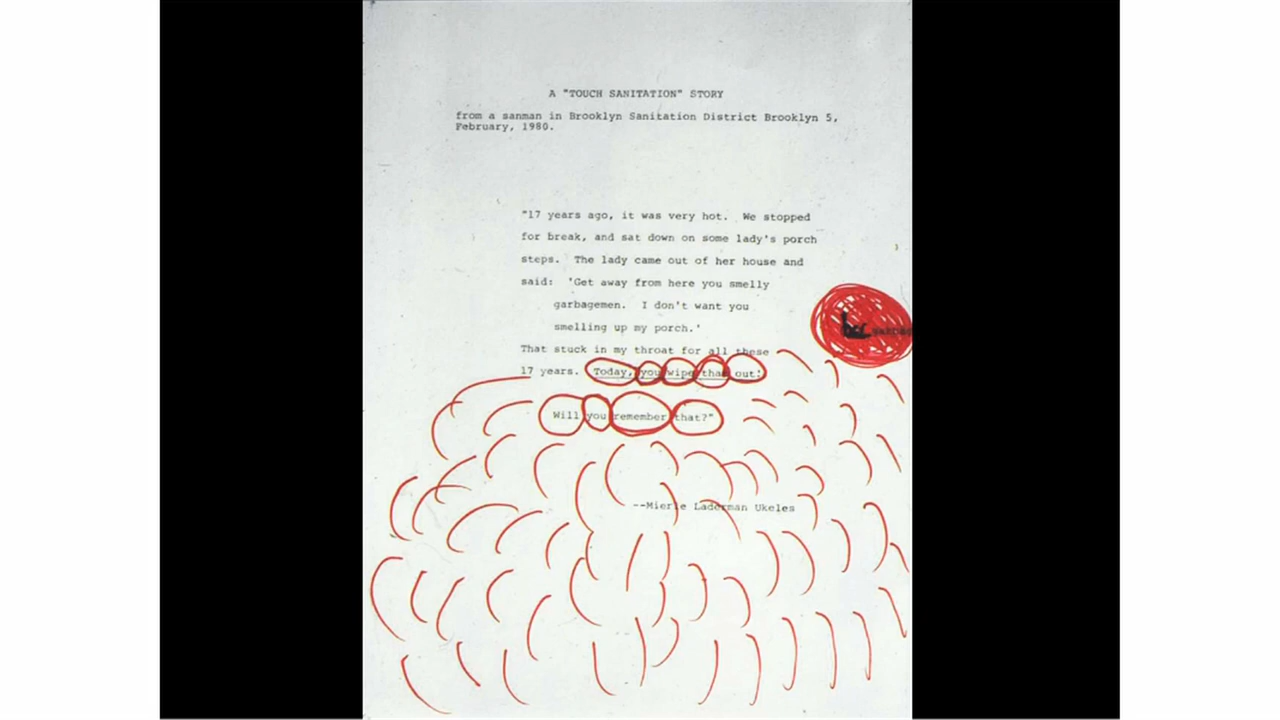 A "TOUCH SANITATION" STORY
from a sanman in Brooklyn Sanitation District Brooklyn 5,
February, 1980.
"17 years ago, it was very hot. We stopped
for break, and sat down on some lady's porch
steps. The lady came out of her house and
said: 'Get away from here you smelly
garbagemen. I don't want you
smelling up my porch.'
That stuck in my throat for all these
17 years. Today, you wipe that out.
Will you remember that?"
--Mierle Laderman Ukeles